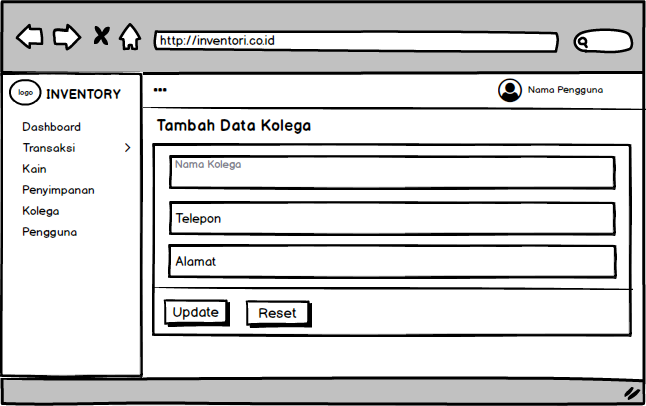 http://inventori.co.id
logo
INVENTORY
Nama Pengguna
Dashboard
Transaksi
Kain
Penyimpanan
Kolega
Pengguna
Tambah Data Kolega
Nama Kolega
Telepon
Alamat
Update
Reset